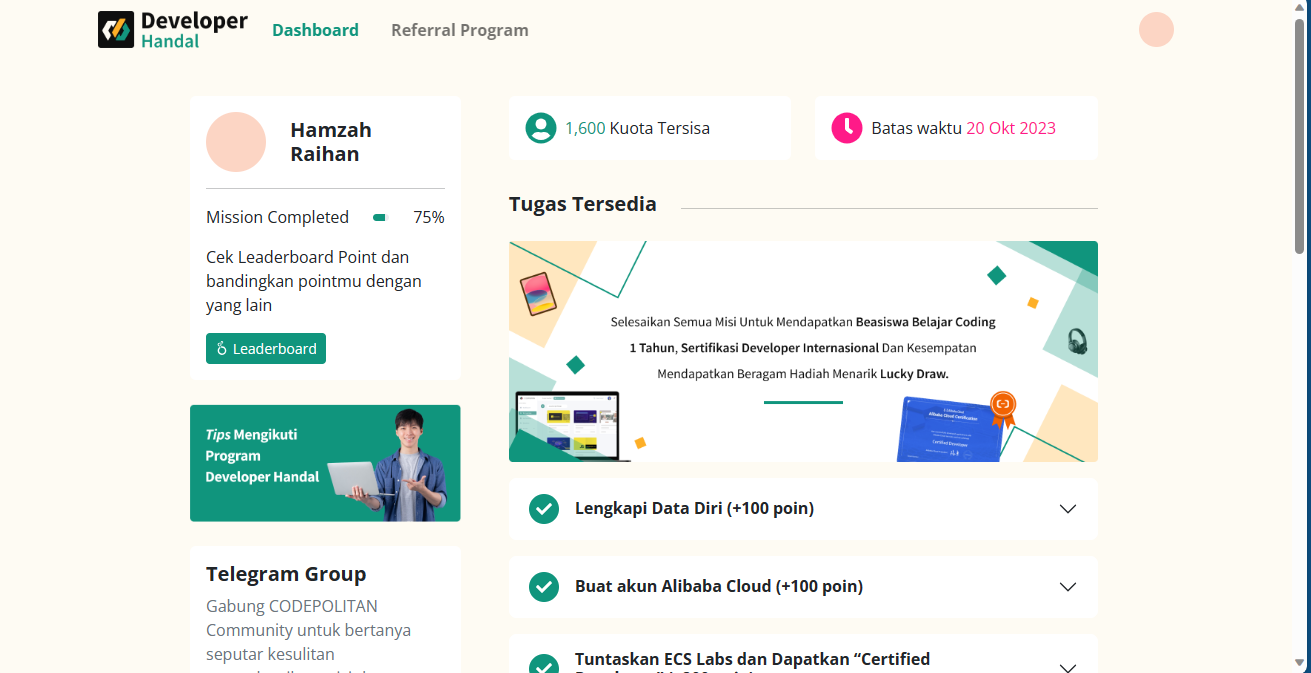 Developer
Handal
Dashboard
Referral Program
Hamzah
Raihan
Mission Completed 75%
Cek Leaderboard Point dan
bandingkan pointmu dengan
yang lain
Leaderboard
Tips Mengikuti
Program
Developer Handal
Telegram Group
Gabung CODEPOLITAN
Community untuk bertanya
seputar kesulitan
1,600 Kuota Tersisa
Batas waktu 20 Okt 2023
Tugas Tersedia
Selesaikan Semua Misi Untuk Mendapatkan Beasiswa Belajar Coding
1 Tahun, Sertifikasi Developer Internasional Dan Kesempatan
Mendapatkan Beragam Hadiah Menarik Lucky Draw.
Lengkapi Data Diri (+100 poin)
Buat akun Alibaba Cloud (+100 poin)
Tuntaskan ECS Labs dan Dapatkan “Certified